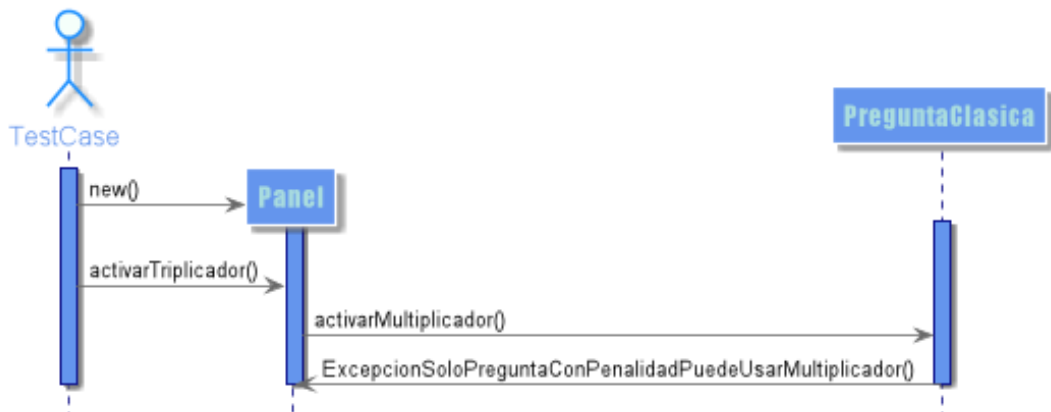 TestCase
PreguntaClasica
new()
Panel
activarTriplicador()
activarMultiplicador()
ExcepcionSoloPreguntaConPenalidadPuedeUsarMultiplicador()